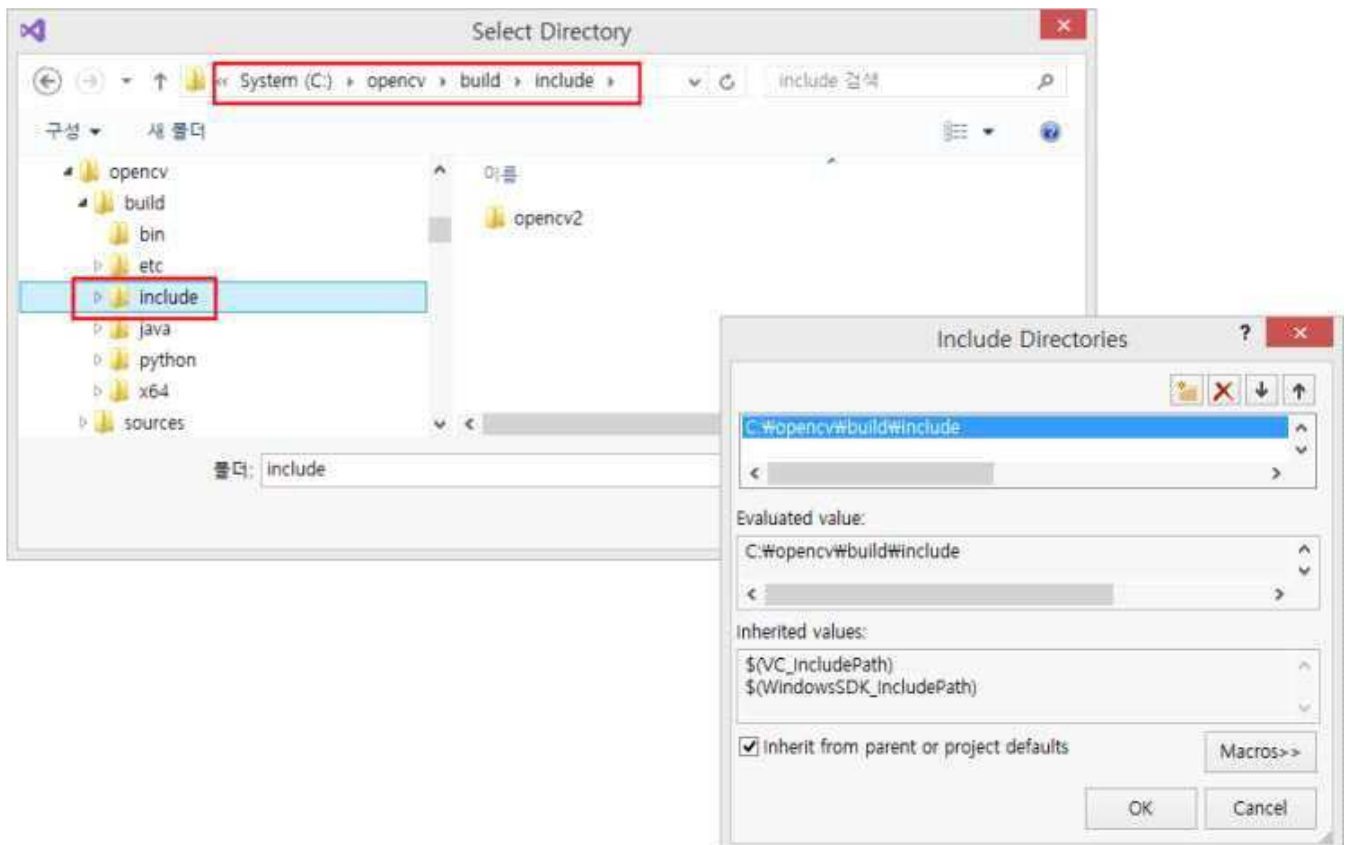 Select Directory
« System (C:) ▸ opencv ▸ build ▸ include ▸
include 검색
구성
새 폴더
opencv
build
bin
etc
include
java
python
x64
sources
이름
opencv2
폴더: include
Include Directories
?
C:₩opencv₩build₩include
Evaluated value:
C:₩opencv₩build₩include
Inherited values:
$(VC_IncludePath)
$(WindowsSDK_IncludePath)
Inherit from parent or project defaults
Macros>>
OK
Cancel